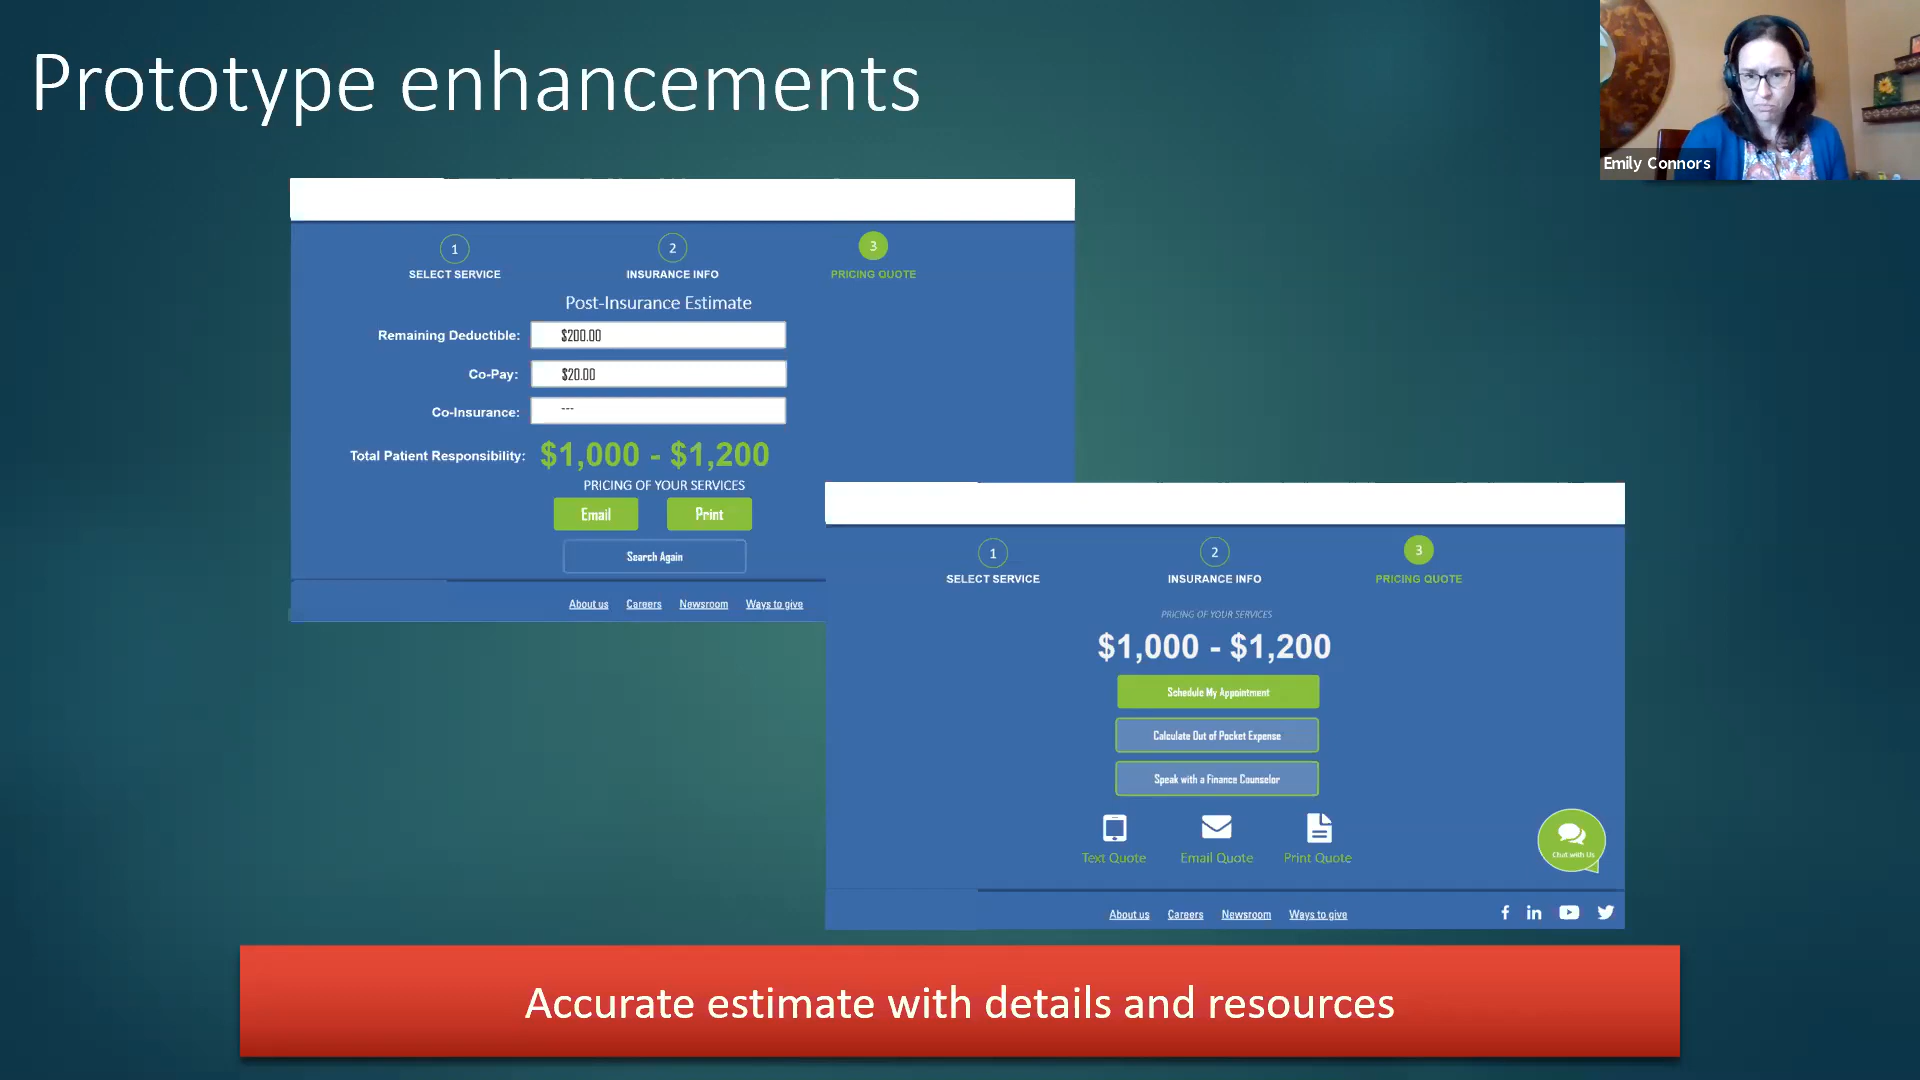 Prototype enhancements
Emily Connors
1
2
3
SELECT SERVICE
INSURANCE INFO
PRICING QUOTE
Post-Insurance Estimate
Remaining Deductible:
$200.00
Co-Pay:
$20.00
Co-Insurance:
---
Total Patient Responsibility:
$1,000 - $1,200
PRICING OF YOUR SERVICES
Email
Print
Search Again
About us
Careers
Newsroom
Ways to give
1
2
3
SELECT SERVICE
INSURANCE INFO
PRICING QUOTE
PRICING OF YOUR SERVICES
$1,000 - $1,200
Schedule My Appointment
Calculate Out of Pocket Expense
Speak with a Finance Counselor
Text Quote
Email Quote
Print Quote
Chat with Us
About us
Careers
Newsroom
Ways to give
Accurate estimate with details and resources